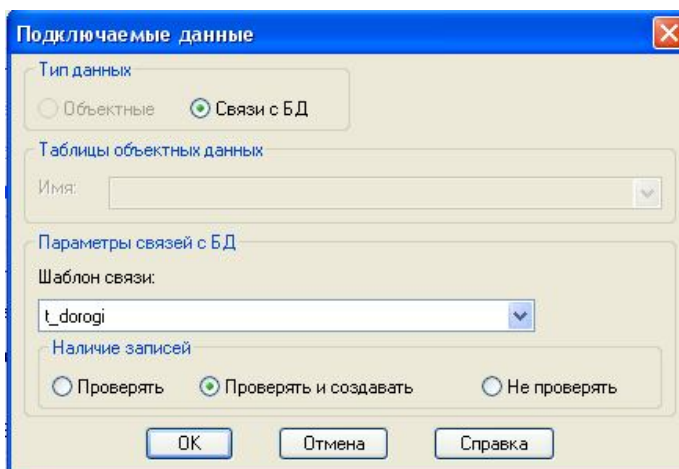 Подключаемые данные
Тип данных
Объектные Связи с БД
Таблицы объектных данных
Имя:
Параметры связей с БД
Шаблон связи:
t_dorogi
Наличие записей
Проверять Проверять и создавать Не проверять
OK Отмена Справка